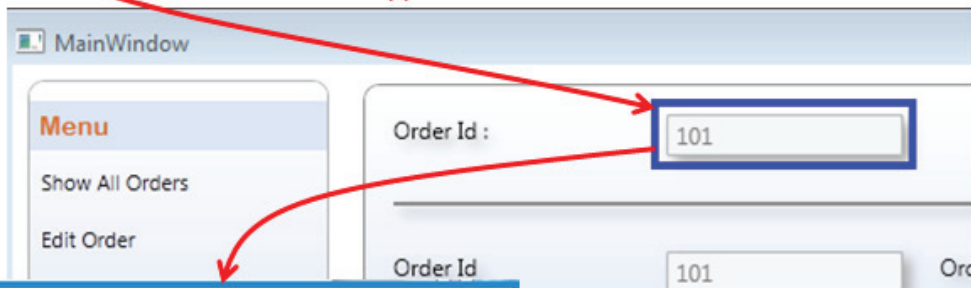 MainWindow
Menu
Order Id :
101
Show All Orders
Edit Order
Order Id
101